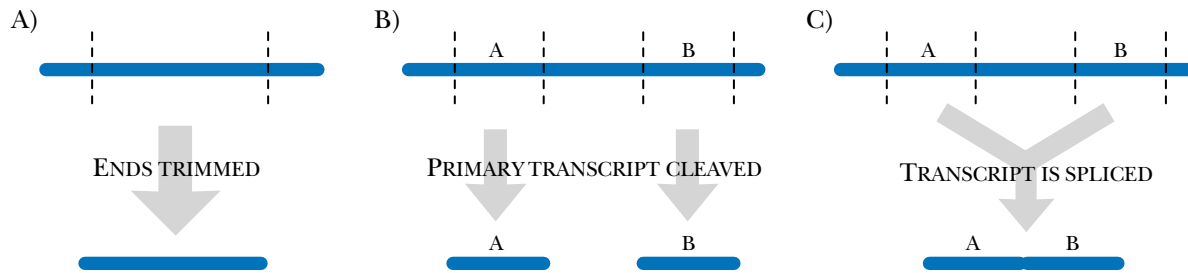 A)
B)
C)
A
B
A
B
ENDS TRIMMED
PRIMARY TRANSCRIPT CLEAVED
TRANSCRIPT IS SPLICED
A
B
A
B